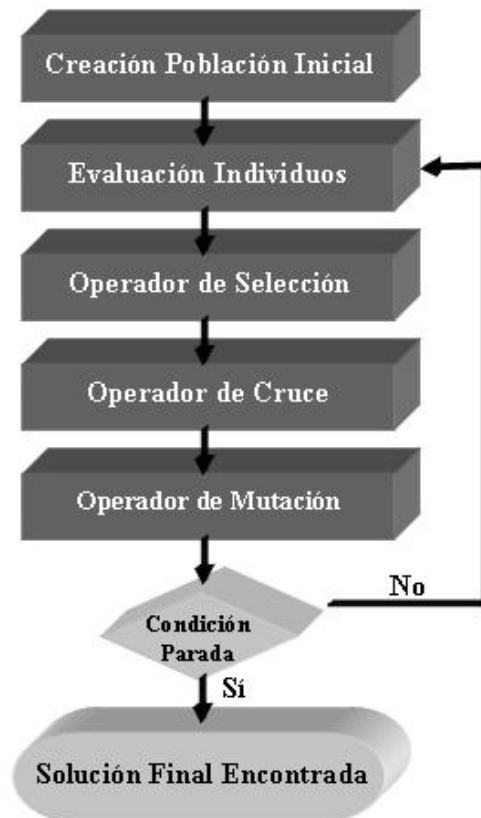 Creación Población Inicial
Evaluación Individuos
Operador de Selección
Operador de Cruce
Operador de Mutación
No
Condición
Parada
Sí
Solución Final Encontrada